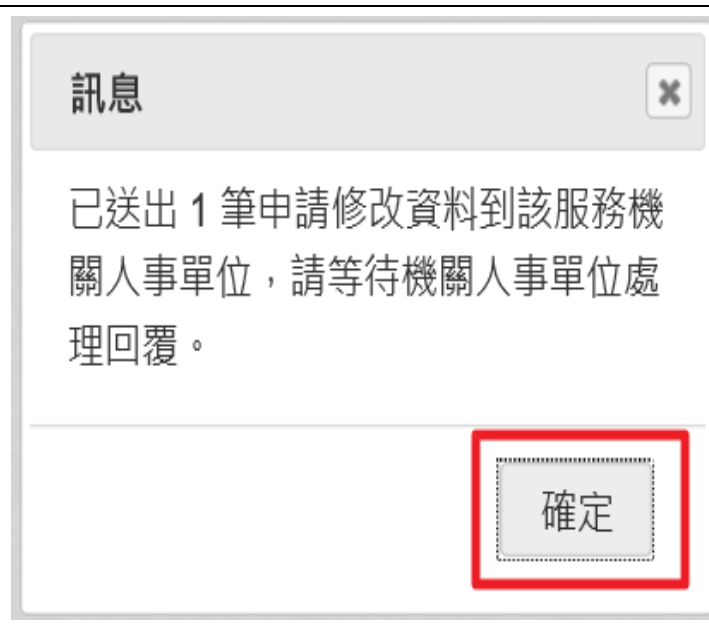 訊息
已送出 1 筆申請修改資料到該服務機
關人事單位，請等待機關人事單位處
理回覆。
確定